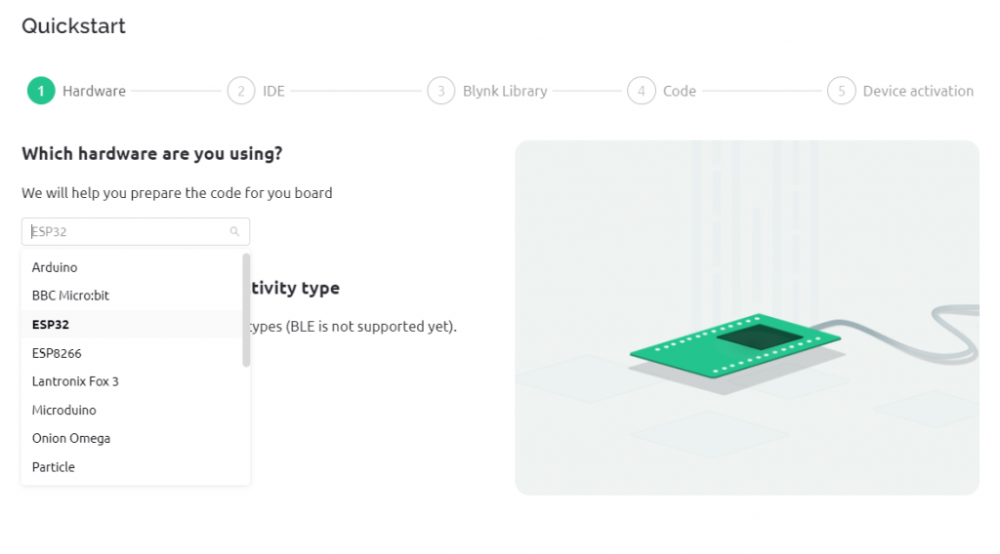 Quickstart
1 Hardware 2 IDE 3 Blynk Library 4 Code 5 Device activation
Which hardware are you using?
We will help you prepare the code for you board
ESP32
Arduino
BBC Micro:bit
tivity type
ESP32
types (BLE is not supported yet).
ESP8266
Lantronix Fox 3
Microduino
Onion Omega
Particle